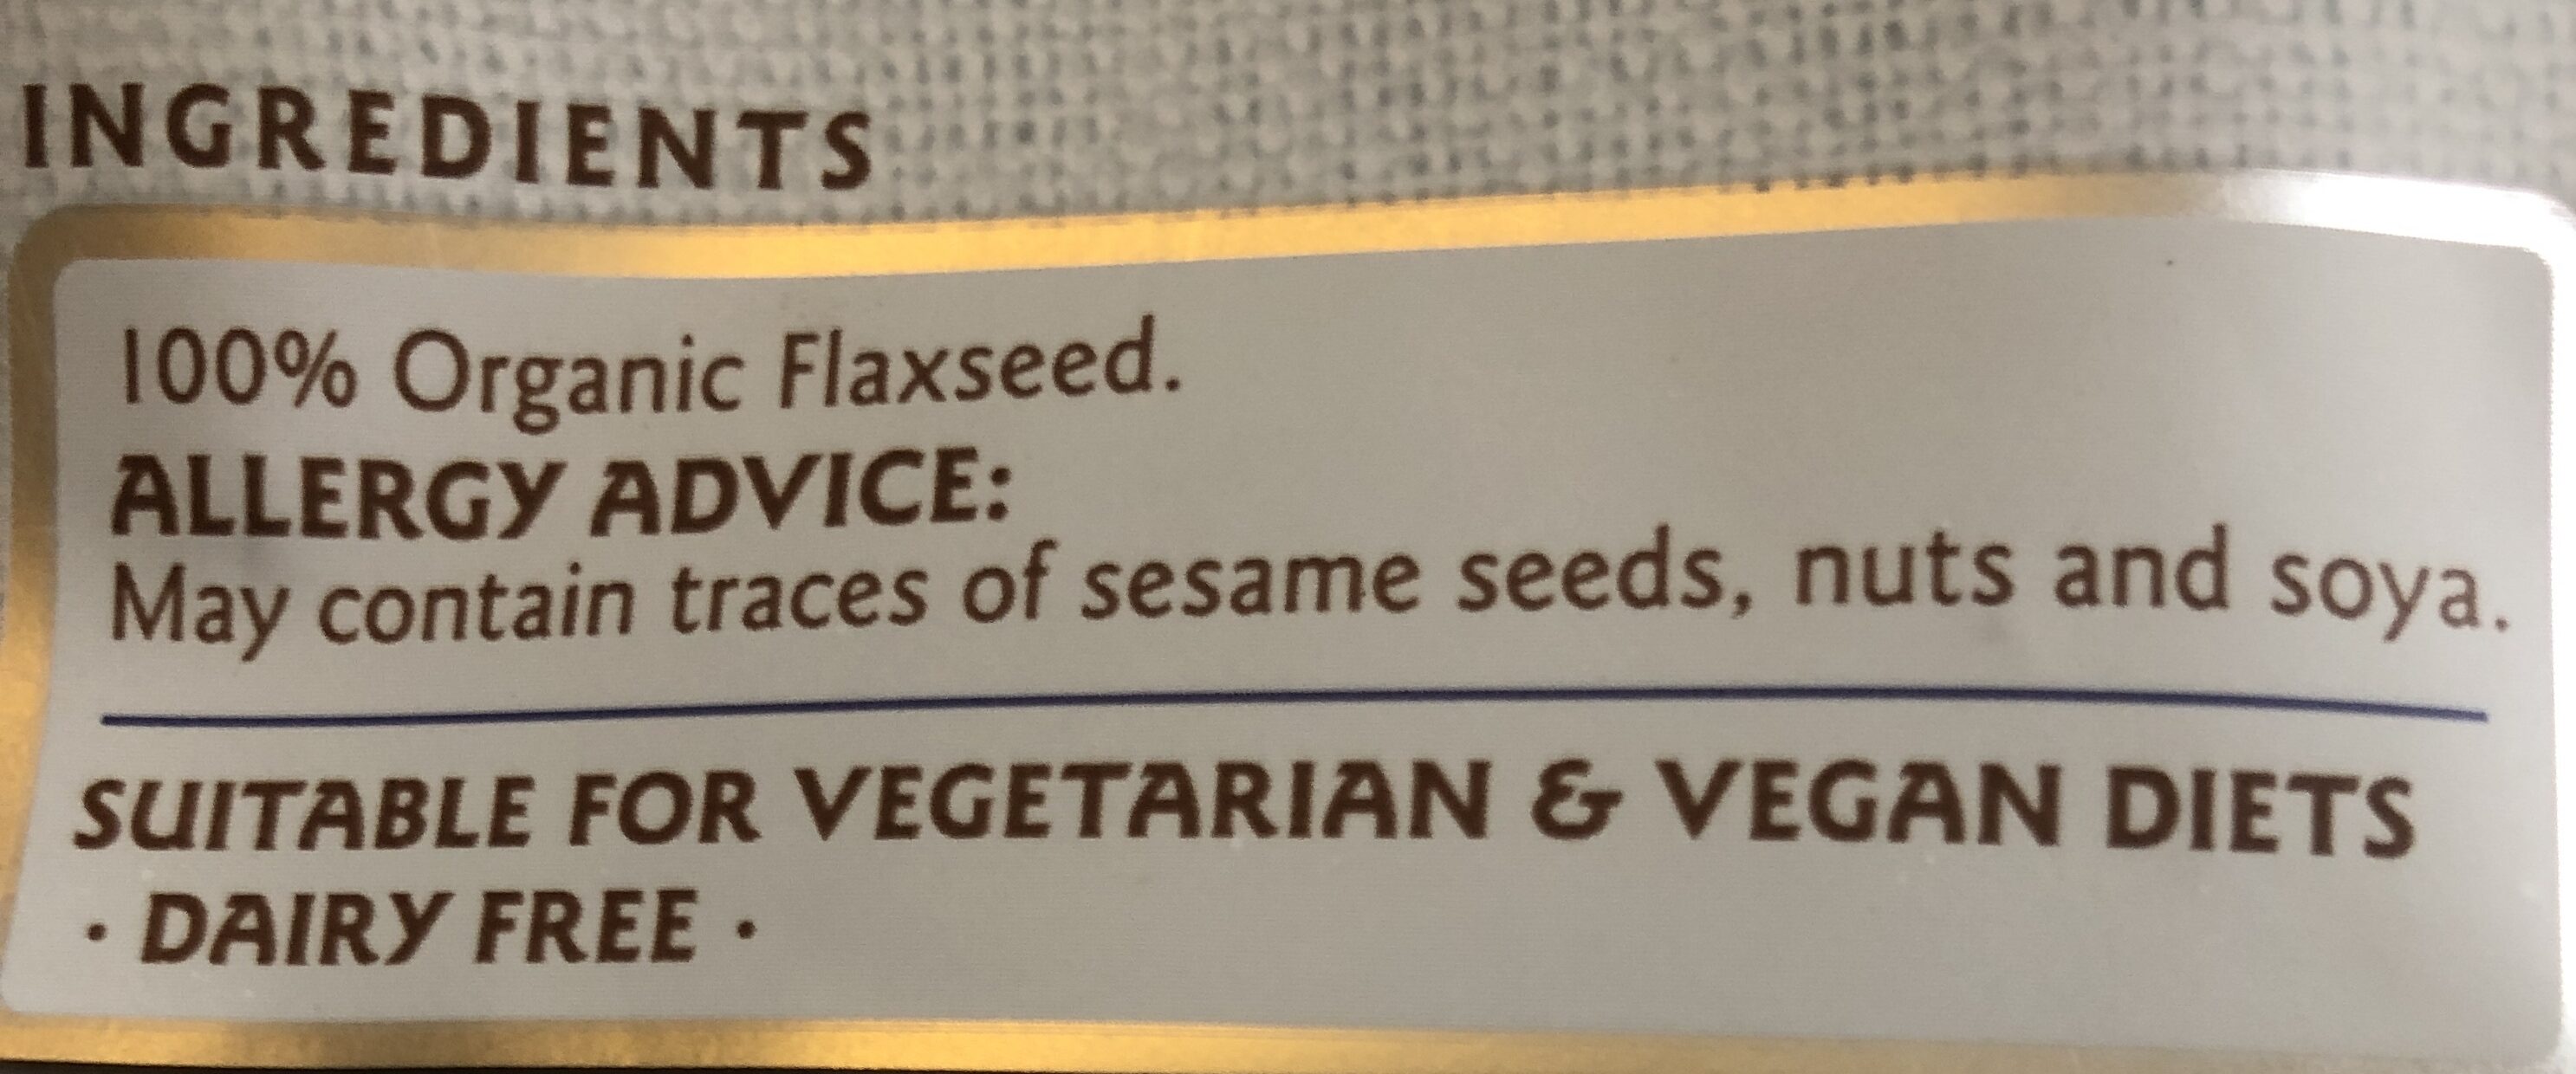 INGREDIENTS
100% Organic Flaxseed.
ALLERGY ADVICE:
May contain traces of sesame seeds, nuts and soya.
SUITABLE FOR VEGETARIAN & VEGAN DIETS
· DAIRY FREE ·